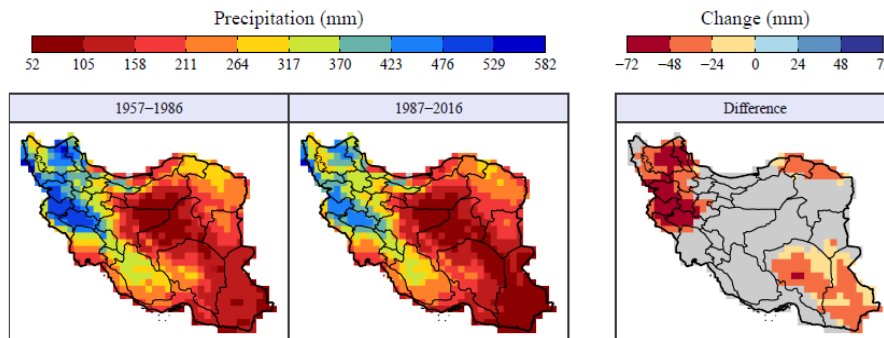 Precipitation (mm)
52 105 158 211 264 317 370 423 476 529 582
Change (mm)
−72 −48 −24 0 24 48 7
1957−1986
1987−2016
Difference